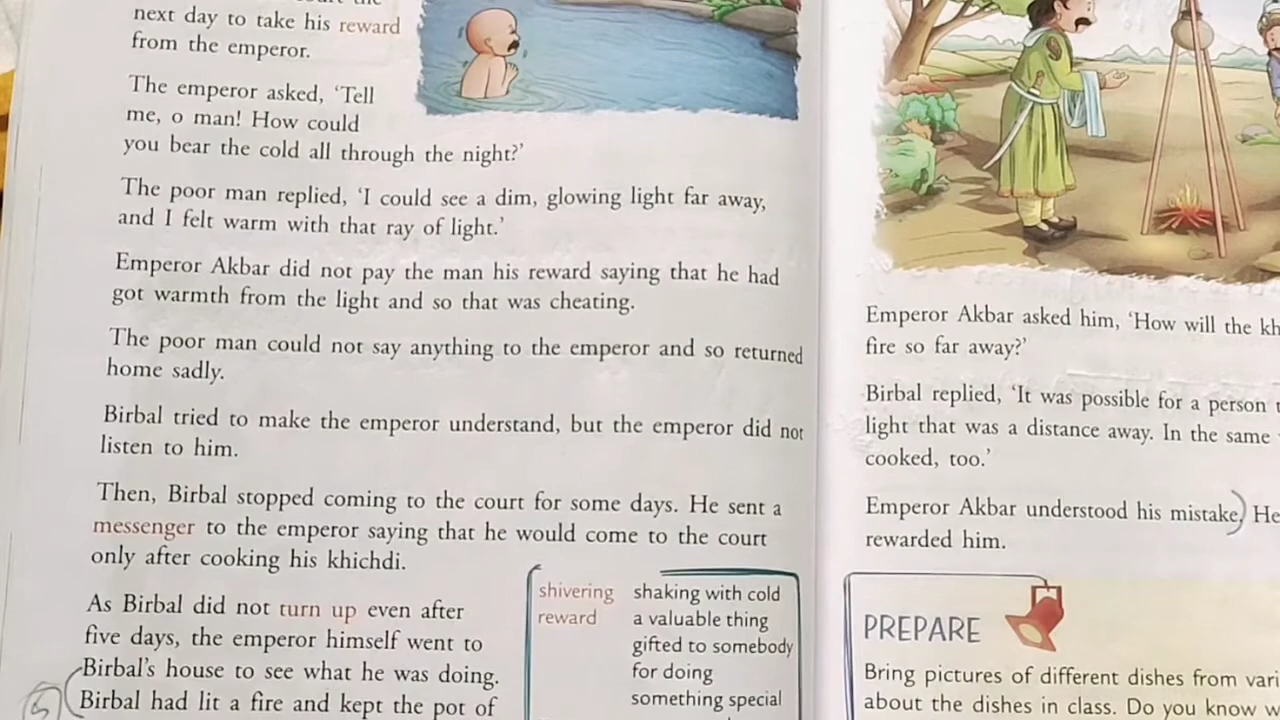 next day to take his reward
from the emperor.
The emperor asked, ‘Tell
me, o man! How could
you bear the cold all through the night?’
The poor man replied, ‘I could see a dim, glowing light far away,
and I felt warm with that ray of light.’
Emperor Akbar did not pay the man his reward saying that he had
got warmth from the light and so that was cheating.
The poor man could not say anything to the emperor and so returned
home sadly.
Birbal tried to make the emperor understand, but the emperor did not
listen to him.
Then, Birbal stopped coming to the court for some days. He sent a
messenger to the emperor saying that he would come to the court
only after cooking his khichdi.
As Birbal did not turn up even after
five days, the emperor himself went to
Birbal’s house to see what he was doing.
Birbal had lit a fire and kept the pot of
5
shivering shaking with cold
reward a valuable thing
gifted to somebody
for doing
something special
Emperor Akbar asked him, ‘How will the kh
fire so far away?’
Birbal replied, ‘It was possible for a person
light that was a distance away. In the same
cooked, too.’
Emperor Akbar understood his mistake. He
rewarded him.
PREPARE
Bring pictures of different dishes from vari
about the dishes in class. Do you know w